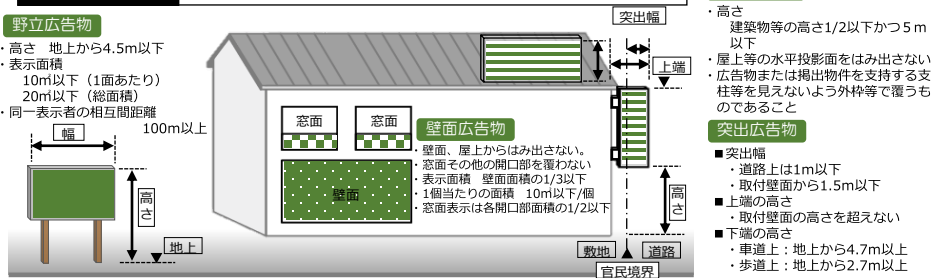 野立広告物
・高さ 地上から4.5m以下
・表示面積
10㎡以下（1面あたり）
20㎡以下（総面積）
・同一表示者の相互間距離
100m以上
幅
高さ
地上
窓面
窓面
壁面
壁面広告物
・壁面、屋上からはみ出さない。
・窓面その他の開口部を覆わない
・表示面積 壁面面積の1/3以下
・1個当たりの面積 10㎡以下/個
・窓面表示は各開口部面積の1/2以下
突出幅
上端
高さ
敷地
道路
官民境界
・高さ
建築物等の高さ1/2以下かつ５ｍ
以下
・屋上等の水平投影面をはみ出さない
・広告物または掲出物件を支持する支
柱等を見えないよう外枠等で覆うも
のであること
突出広告物
■突出幅
・道路上は1m以下
・取付壁面から1.5m以下
■上端の高さ
・取付壁面の高さを超えない
■下端の高さ
・車道上：地上から4.7m以上
・歩道上：地上から2.7m以上